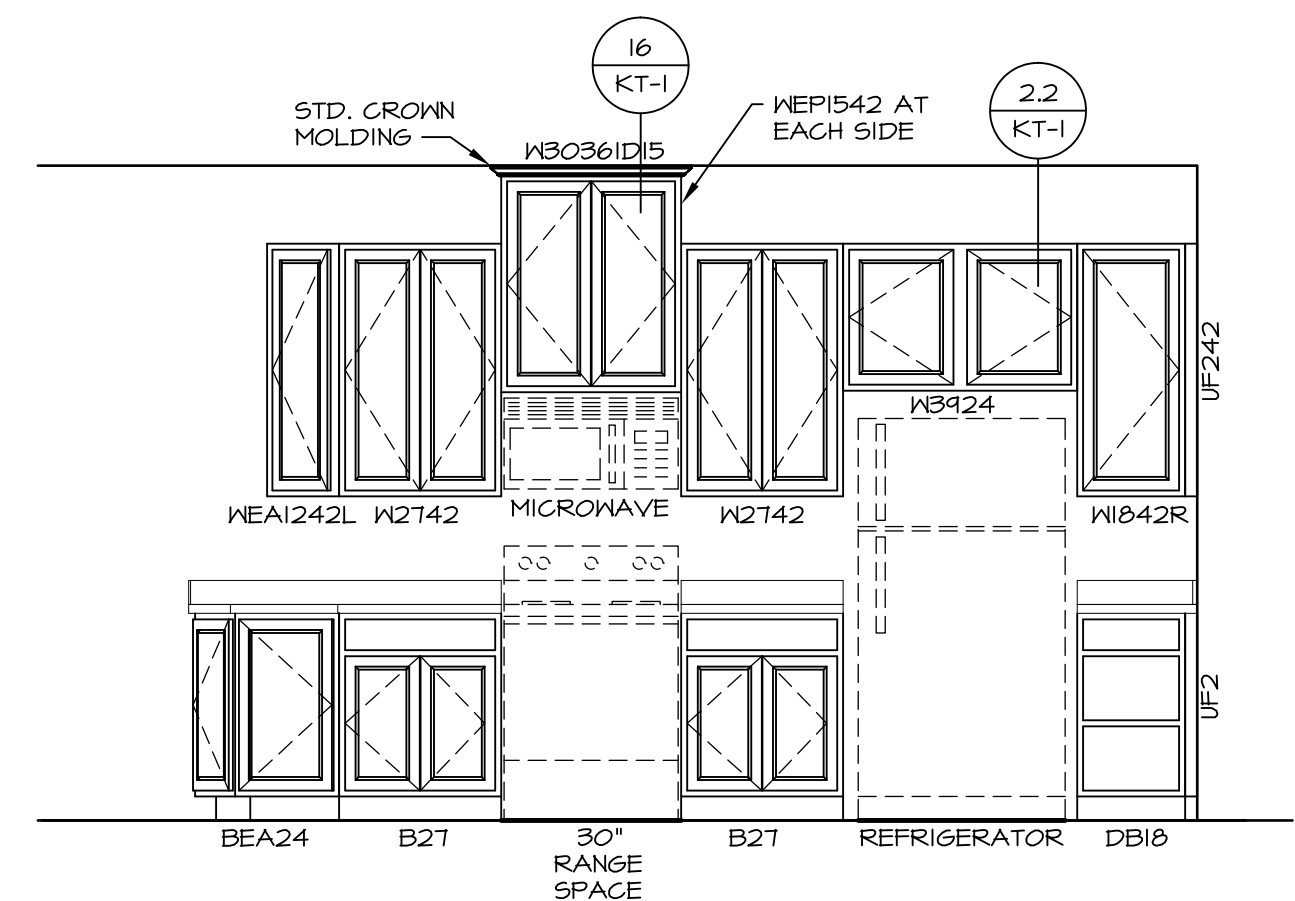 16
KT-1
2.2
KT-1
STD. CROWN
MOLDING
WEP1542 AT
EACH SIDE
W30361D15
UF242
W3924
WEA1242L
W2742
MICROWAVE
W2742
W1842R
UF2
BEA24
B27
30"
RANGE
SPACE
B27
REFRIGERATOR
DB18